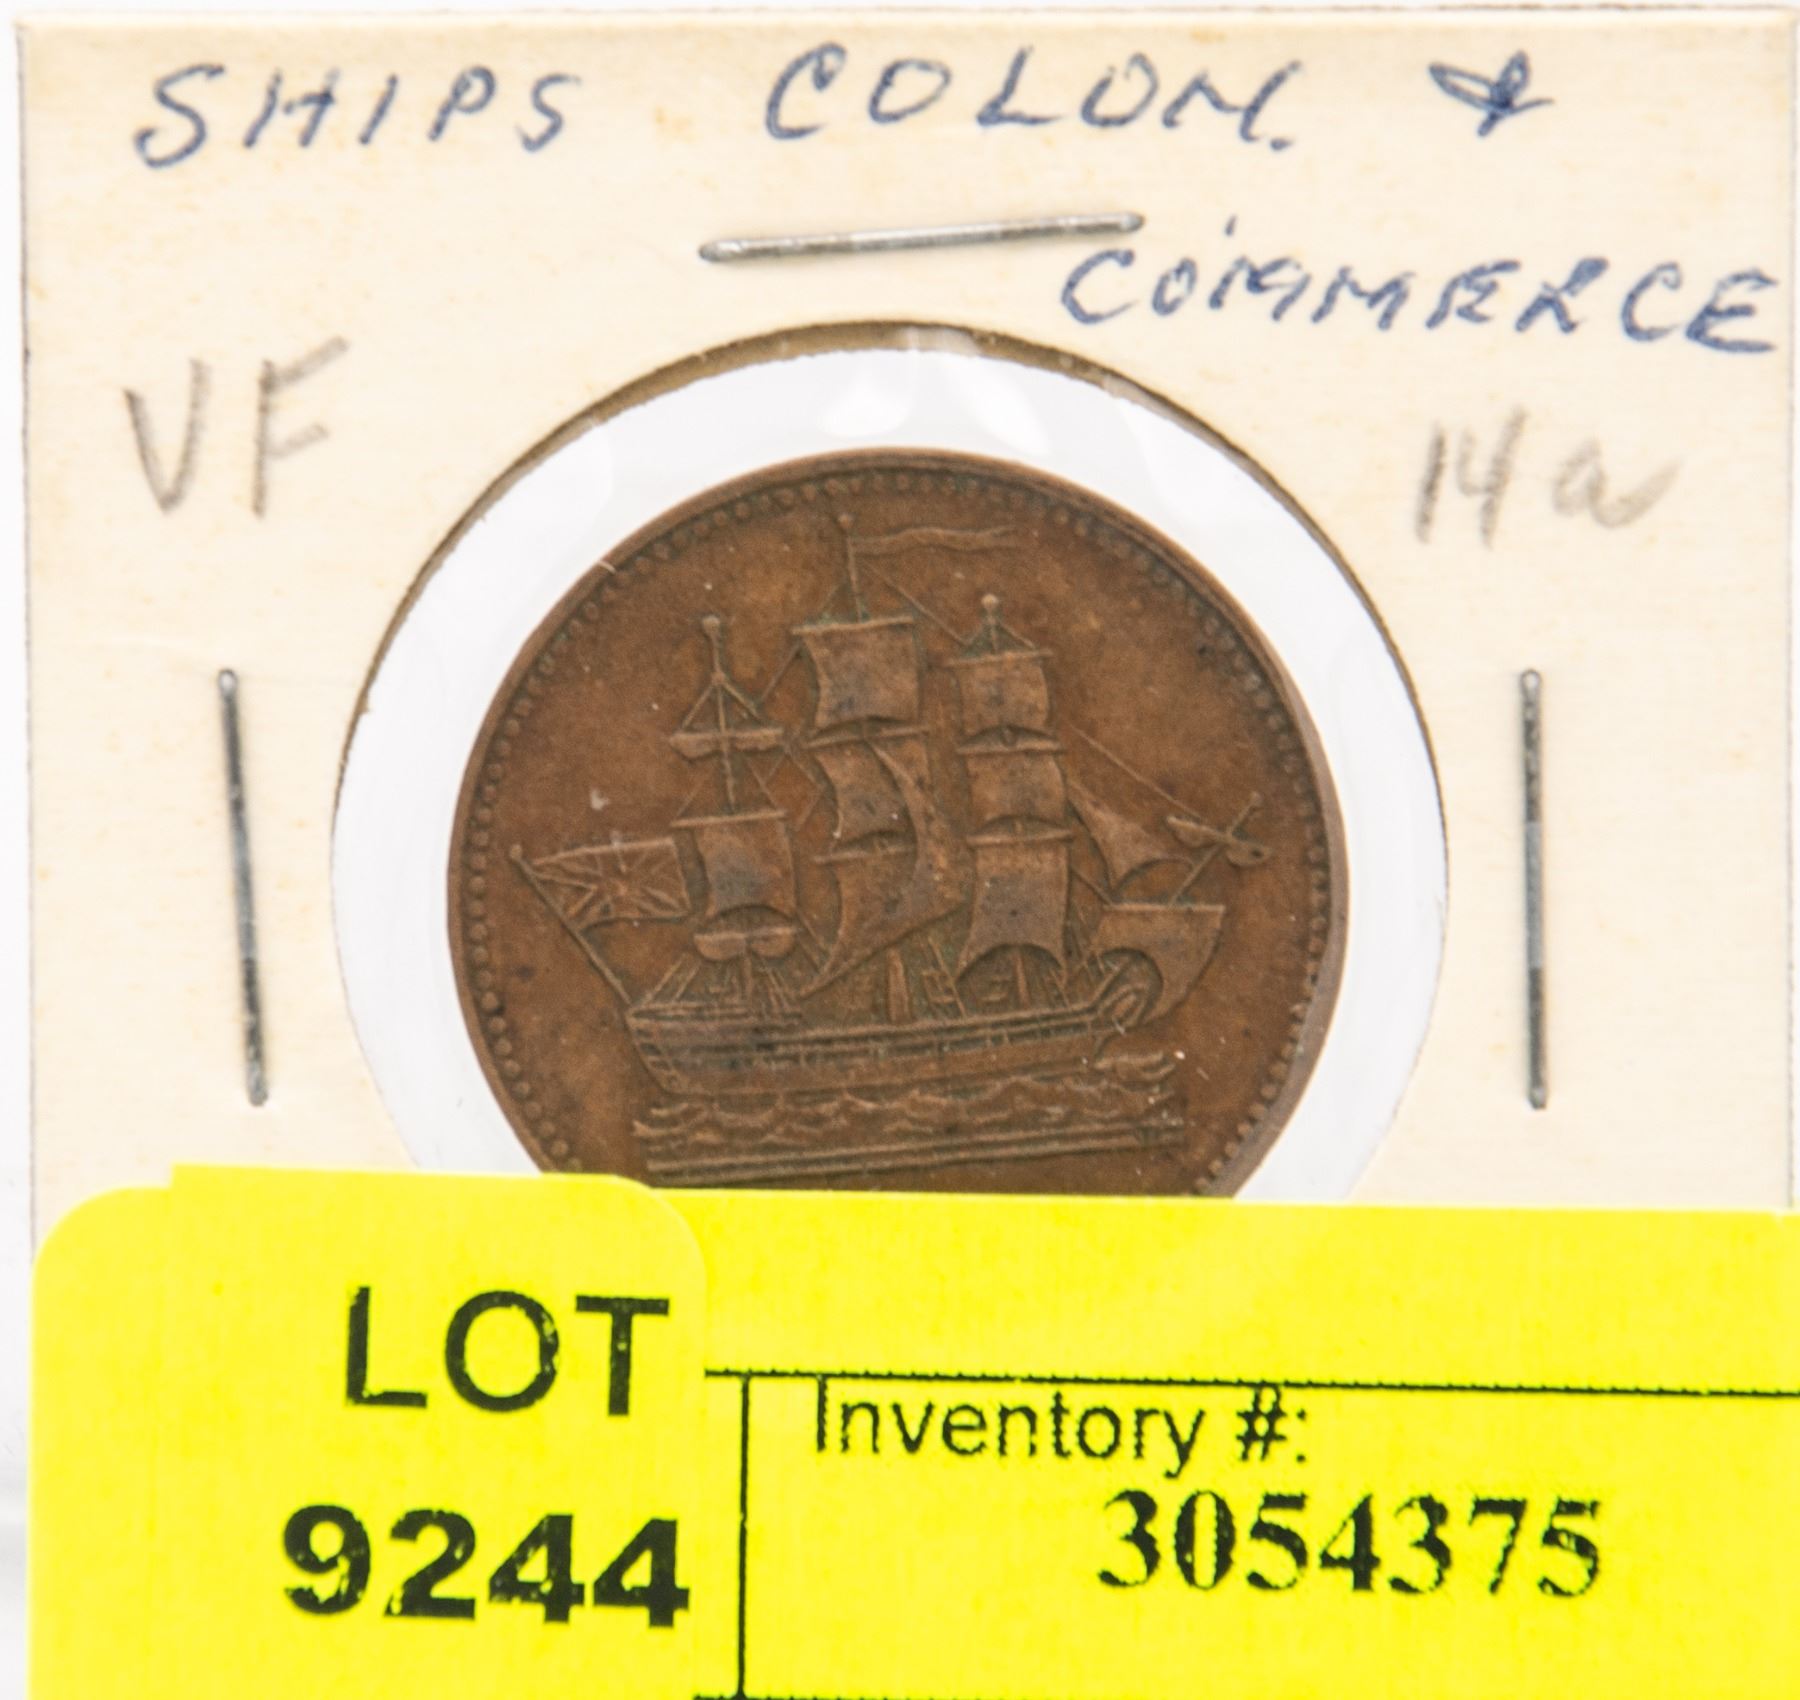 SHIPS COLON. &
COMMERCE
VF
14a
LOT
9244
Inventory #:
3054375